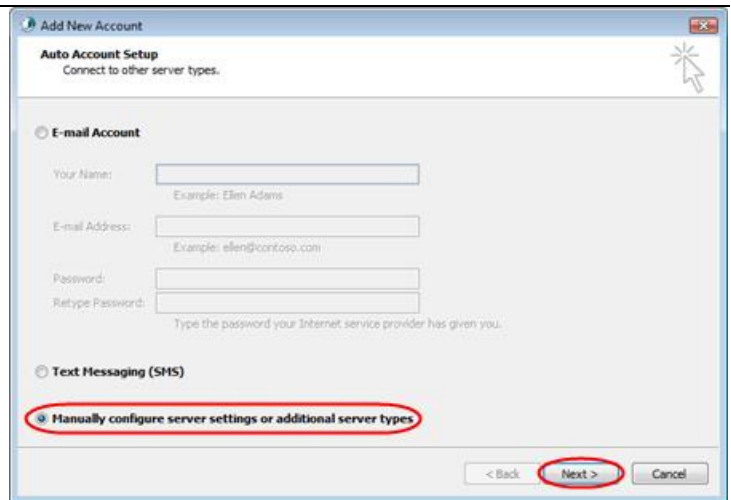 Add New Account
Auto Account Setup
Connect to other server types.
E-mail Account
Your Name:
Example: Ellen Adams
E-mail Address:
Example: ellen@contoso.com
Password:
Retype Password:
Type the password your Internet service provider has given you.
Text Messaging (SMS)
Manually configure server settings or additional server types
< Back Next > Cancel